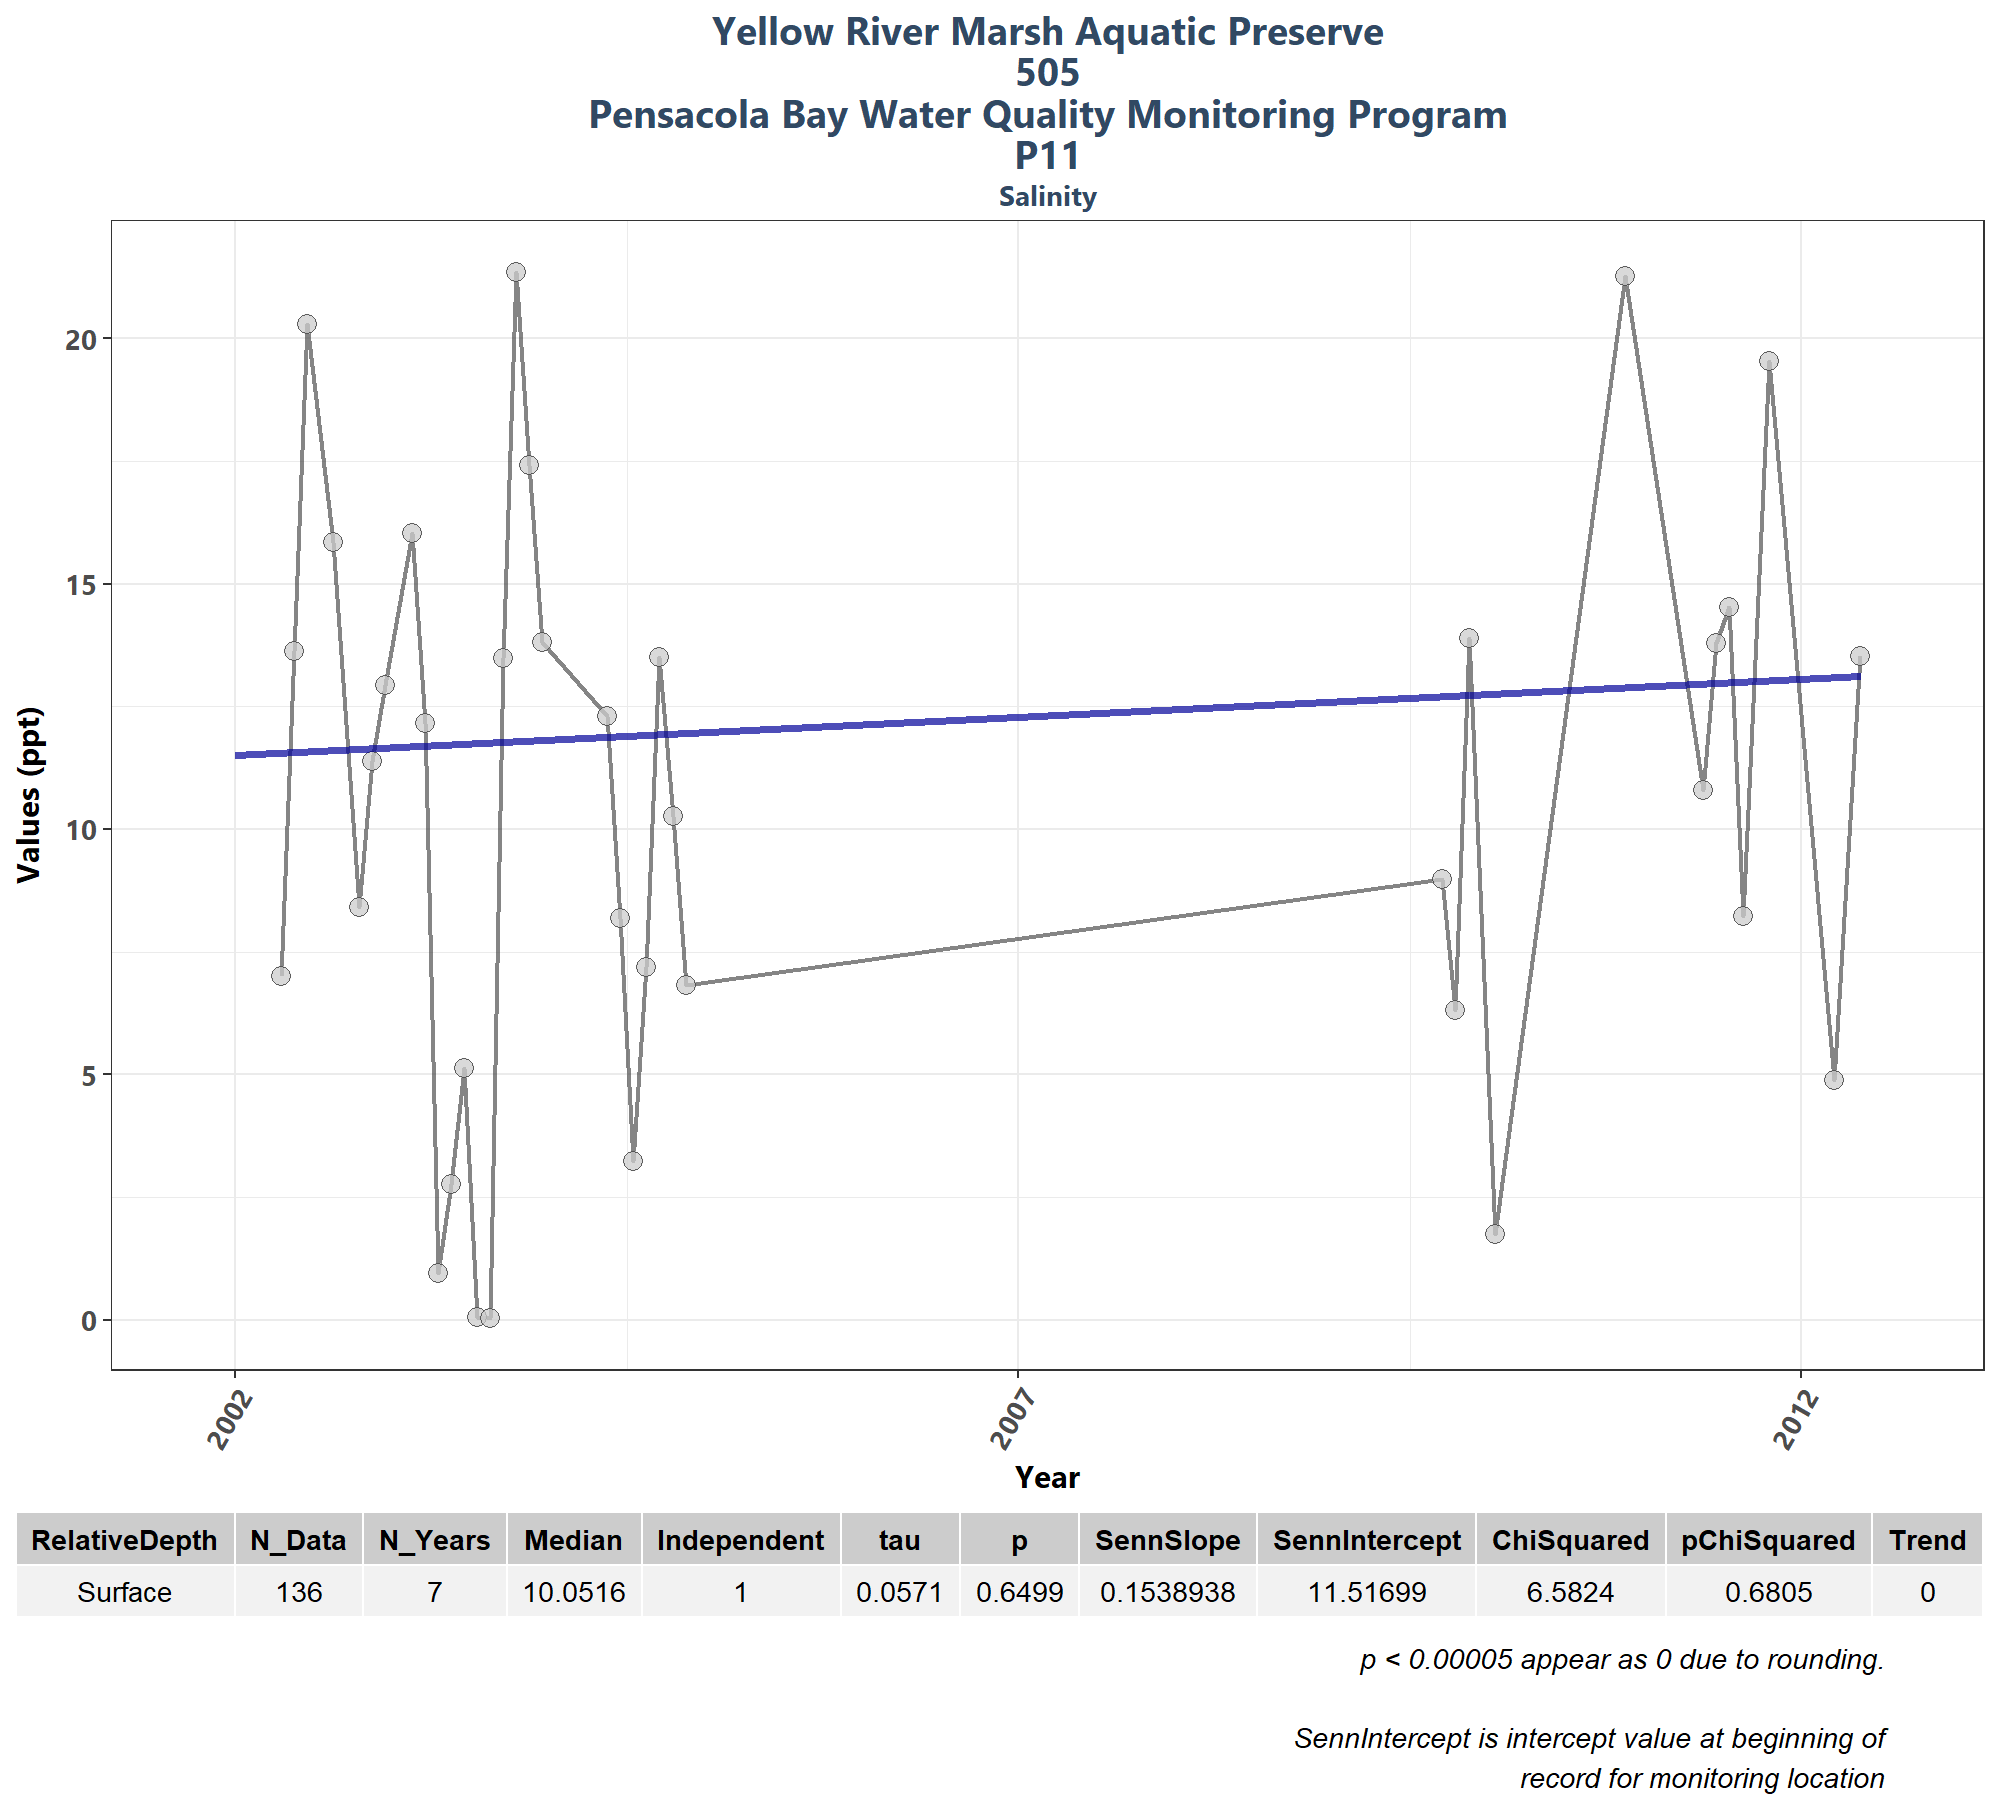 Yellow River Marsh Aquatic Preserve
505
Pensacola Bay Water Quality Monitoring Program
P11
Salinity
Values (ppt)
20
15
10
5
0
2002
2007
2012
Year
RelativeDepth N_Data N_Years Median Independent tau p SennSlope SennIntercept ChiSquared pChiSquared Trend
Surface 136 7 10.0516 1 0.0571 0.6499 0.1538938 11.51699 6.5824 0.6805 0
p < 0.00005 appear as 0 due to rounding.
SennIntercept is intercept value at beginning of
record for monitoring location